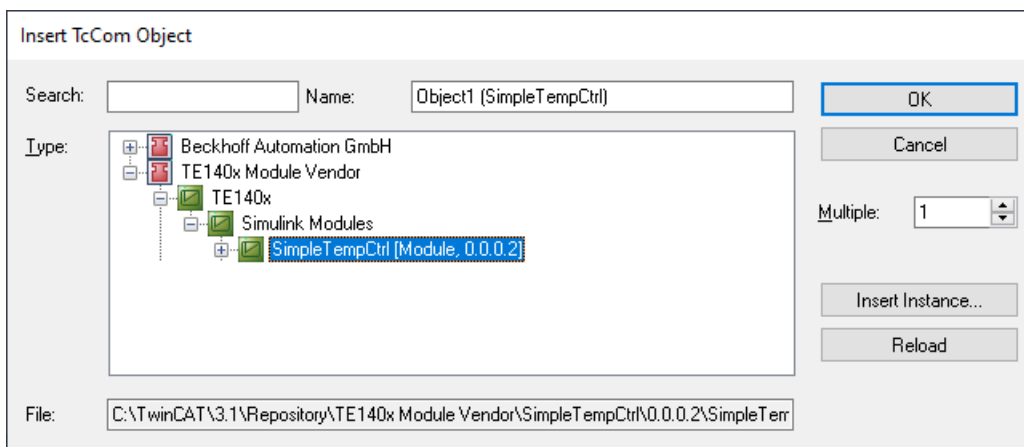 Insert TcCom Object
Search: Name: Object1 (SimpleTempCtrl) OK
Type: Beckhoff Automation GmbH Cancel
TE140x Module Vendor
TE140x
Multiple: 1
Simulink Modules
SimpleTempCtrl [Module, 0.0.0.2]
Insert Instance...
Reload
File: C:\TwinCAT\3.1\Repository\TE140x Module Vendor\SimpleTempCtrl\0.0.0.2\SimpleTem